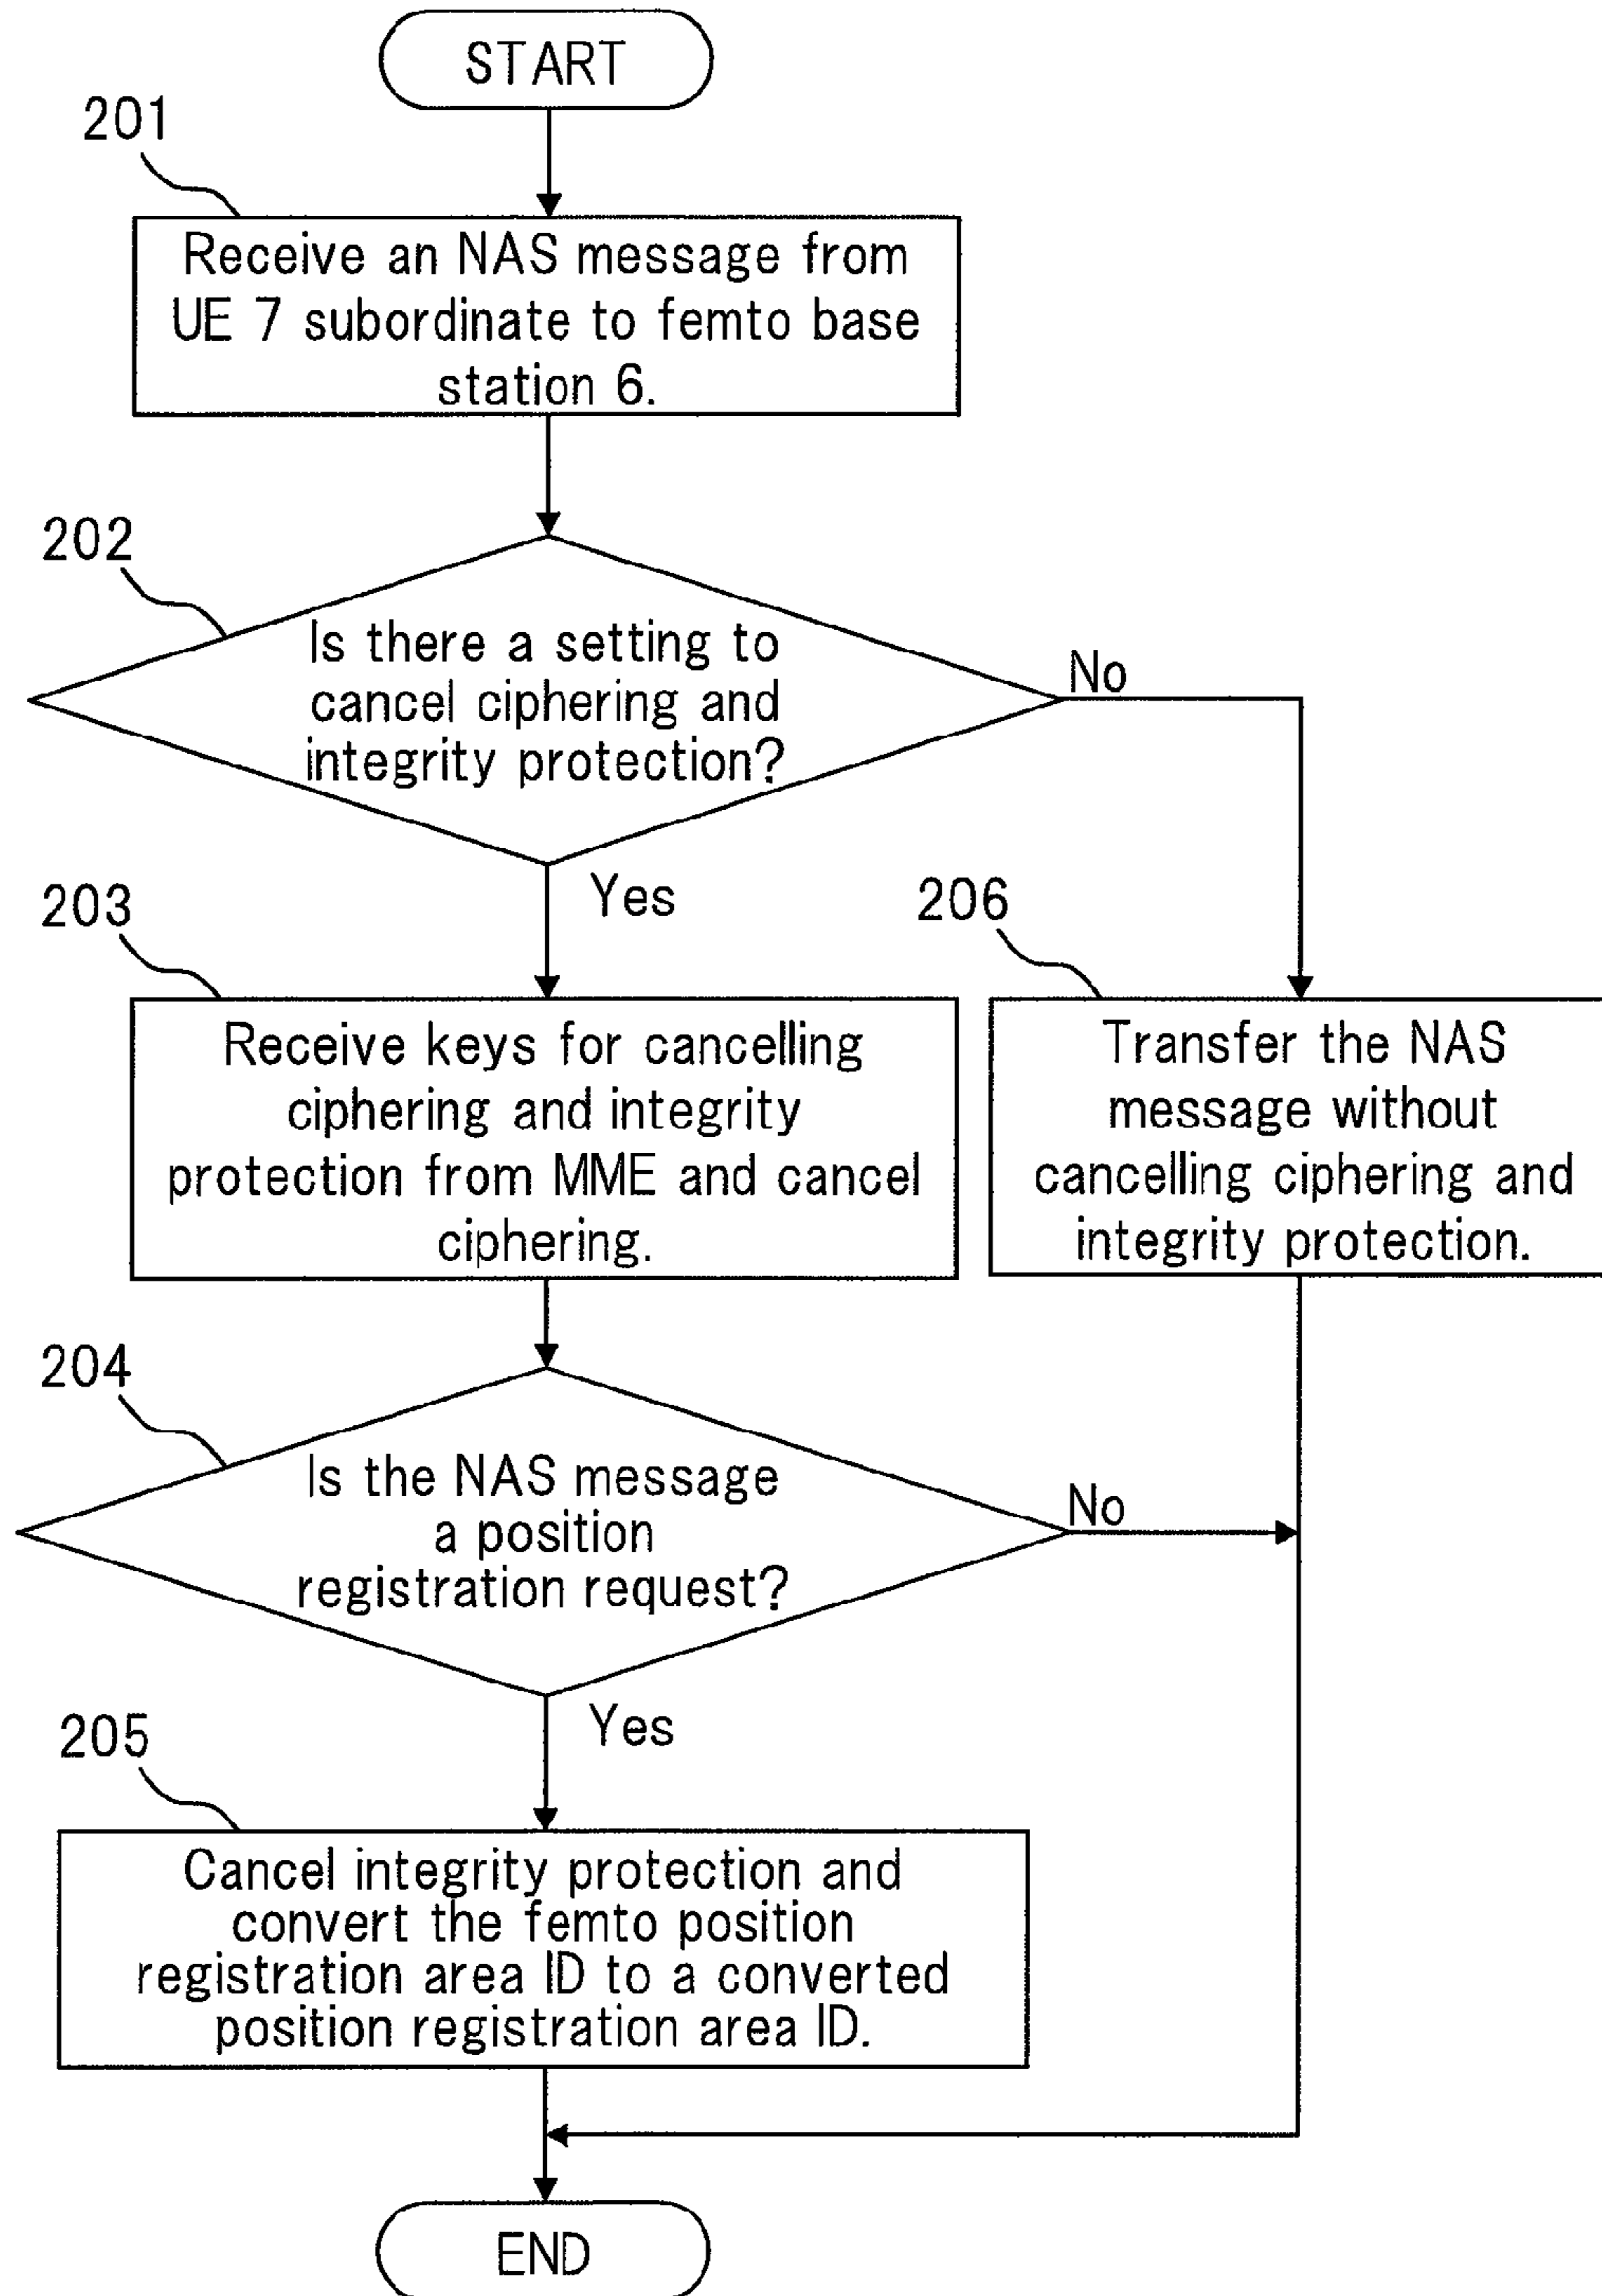 START
201
Receive an NAS message from
UE 7 subordinate to femto base
station 6.
202
Is there a setting to
cancel ciphering and
integrity protection?
No
Yes
203
Receive keys for cancelling
ciphering and integrity
protection from MME and cancel
ciphering.
206
Transfer the NAS
message without
cancelling ciphering and
integrity protection.
204
Is the NAS message
a position
registration request?
No
Yes
205
Cancel integrity protection and
convert the femto position
registration area ID to a converted
position registration area ID.
END